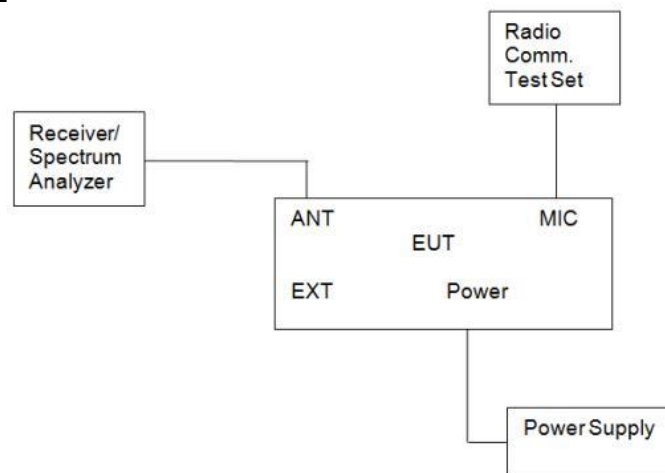 Radio
Comm.
Test Set
Receiver/
Spectrum
Analyzer
ANT MIC
EUT
EXT Power
Power Supply